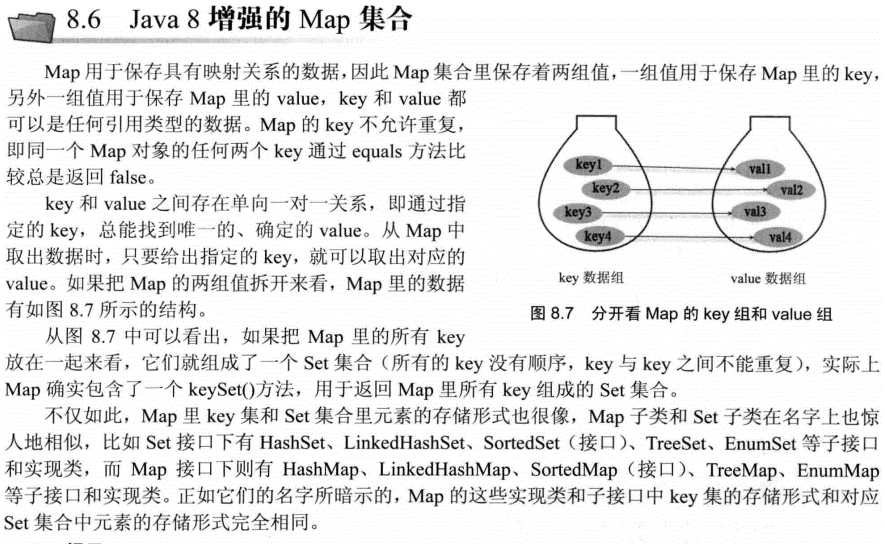 8.6 Java 8 增强的 Map 集合
Map 用于保存具有映射关系的数据，因此 Map 集合里保存着两组值，一组值用于保存 Map 里的 key，
另外一组值用于保存 Map 里的 value，key 和 value 都
可以是任何引用类型的数据。Map 的 key 不允许重复，
即同一个 Map 对象的任何两个 key 通过 equals 方法比
较总是返回 false。
key 和 value 之间存在单向一对一关系，即通过指
定的 key，总能找到唯一的、确定的 value。从 Map 中
取出数据时，只要给出指定的 key，就可以取出对应的
value。如果把 Map 的两组值拆开来看，Map 里的数据
有如图 8.7 所示的结构。
key1 val1
key2 val2
key3 val3
key4 val4
key 数据组 value 数据组
图 8.7 分开看 Map 的 key 组和 value 组
从图 8.7 中可以看出，如果把 Map 里的所有 key
放在一起来看，它们就组成了一个 Set 集合（所有的 key 没有顺序，key 与 key 之间不能重复），实际上
Map 确实包含了一个 keySet()方法，用于返回 Map 里所有 key 组成的 Set 集合。
不仅如此，Map 里 key 集和 Set 集合里元素的存储形式也很像，Map 子类和 Set 子类在名字上也惊
人地相似，比如 Set 接口下有 HashSet、LinkedHashSet、SortedSet（接口）、TreeSet、EnumSet 等子接口
和实现类，而 Map 接口下则有 HashMap、LinkedHashMap、SortedMap（接口）、TreeMap、EnumMap
等子接口和实现类。正如它们的名字所暗示的，Map 的这些实现类和子接口中 key 集的存储形式和对应
Set 集合中元素的存储形式完全相同。